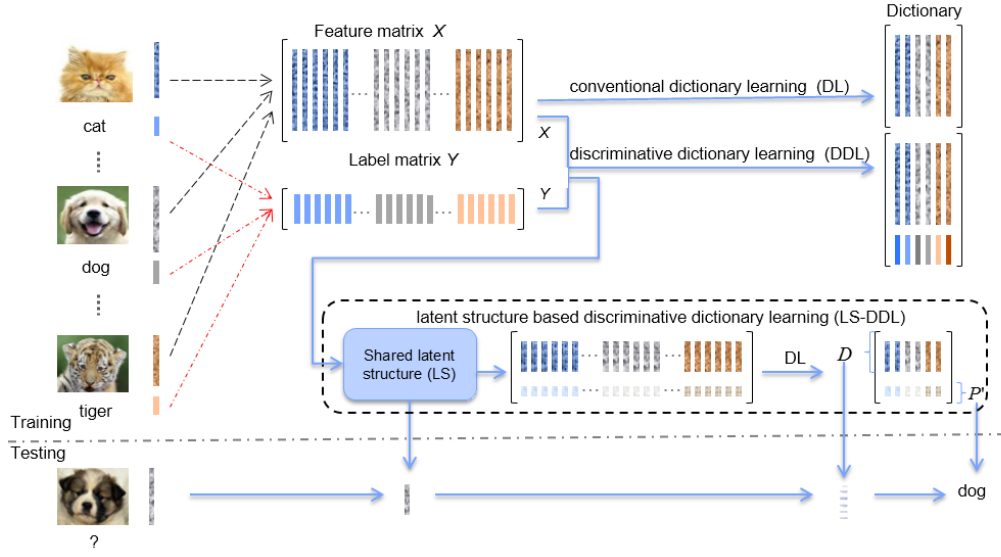 Dictionary
Feature matrix X
conventional dictionary learning (DL)
cat
X
Label matrix Y
discriminative dictionary learning (DDL)
Y
dog
latent structure based discriminative dictionary learning (LS-DDL)
Shared latent
structure (LS)
DL
D
P'
tiger
Training
Testing
dog
?